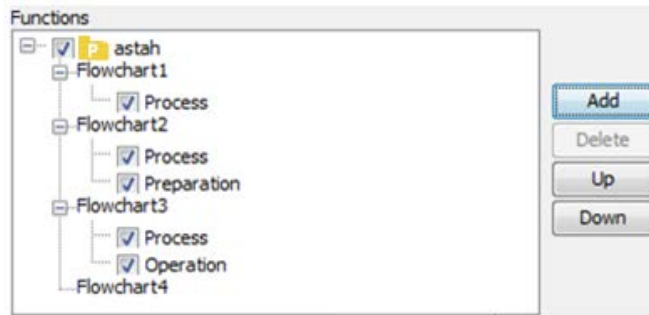 Functions
P astah
Flowchart1
Process
Flowchart2
Process
Preparation
Flowchart3
Process
Operation
Flowchart4
Add
Delete
Up
Down